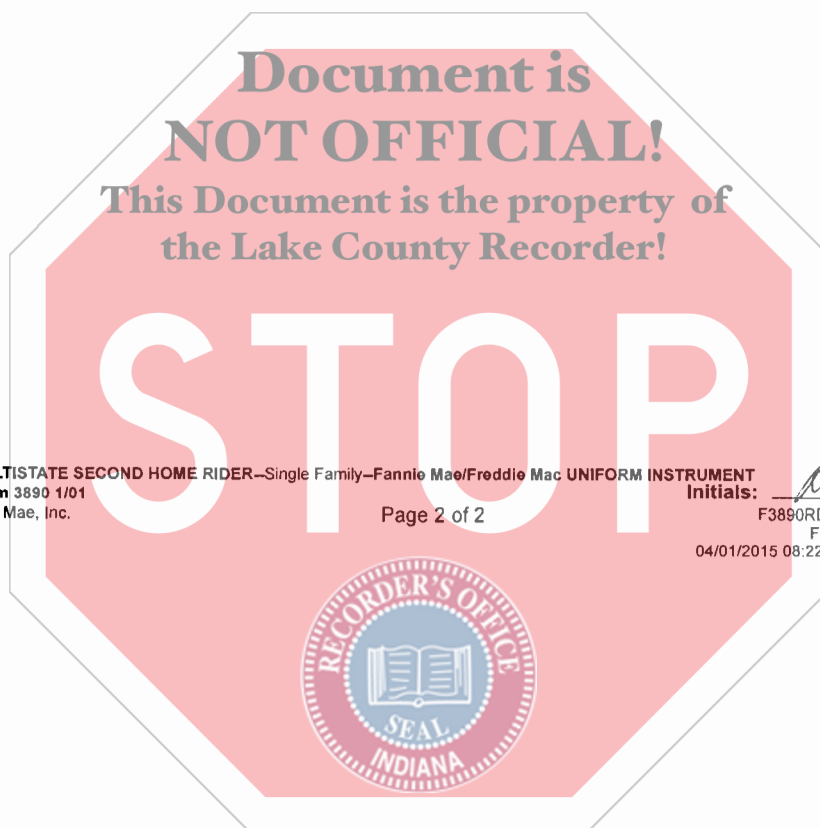 Document is
NOT OFFICIAL!
This Document is the property of
the Lake County Recorder!
STOP
TISTATE SECOND HOME RIDER--Single Family--Fannie Mae/Freddie Mac UNIFORM INSTRUMENT
3890 1/01
Initials:
Mae, Inc.
Page 2 of 2
F3890RD
F
04/01/2015 08:22
RECORDER'S OFFICE
SEAL
INDIANA